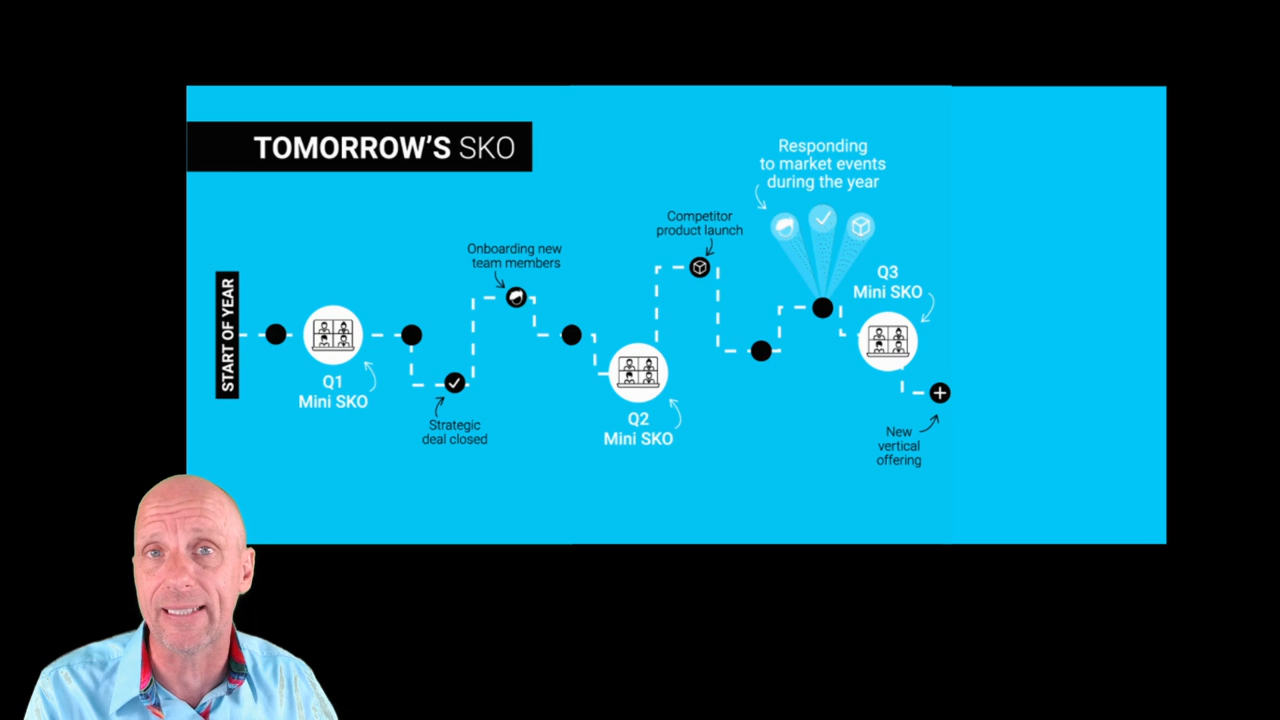 TOMORROW'S SKO
START OF YEAR
Q1
Mini SKO
Strategic
deal closed
Onboarding new
team members
Q2
Mini SKO
Competitor
product launch
Responding
to market events
during the year
Q3
Mini SKO
New
vertical
offering